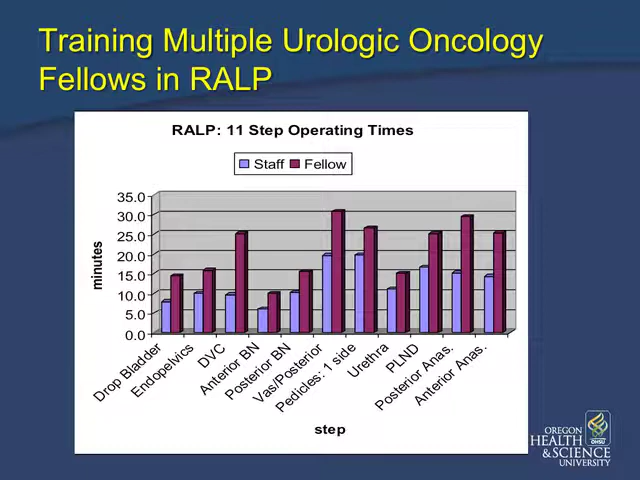 Training Multiple Urologic Oncology
Fellows in RALP
RALP: 11 Step Operating Times
Staff Fellow
minutes
35.0
30.0
25.0
20.0
15.0
10.0
5.0
0.0
Drop Bladder
Endopelvics
DVC
Anterior BN
Posterior BN
Vas/Posterior
Pedicles: 1 side
Urethra
PLND
Posterior Anas.
Anterior Anas.
step
OREGON
HEALTH
& SCIENCE
UNIVERSITY
OHSU